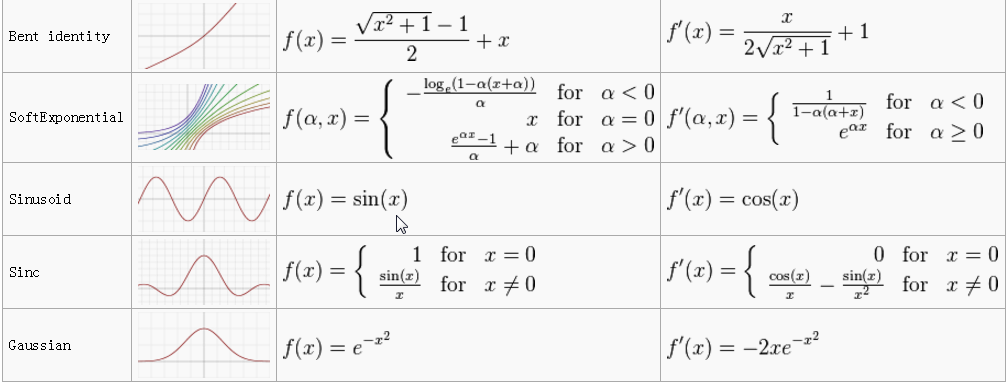 Bent identity f(x) = (√(x² + 1) − 1)/2 + x f′(x) = x/(2√(x² + 1)) + 1
SoftExponential f(α, x) = { −logₑ(1−α(x+α))/α for α < 0 f′(α, x) = { 1/(1−α(α+x)) for α < 0
x for α = 0
(e^{αx}−1)/α + α for α > 0 e^{αx} for α ≥ 0
Sinusoid f(x) = sin(x) f′(x) = cos(x)
Sinc f(x) = { 1 for x = 0 f′(x) = { 0 for x = 0
sin(x)/x for x ≠ 0 cos(x)/x − sin(x)/x² for x ≠ 0
Gaussian f(x) = e^{−x²} f′(x) = −2xe^{−x²}